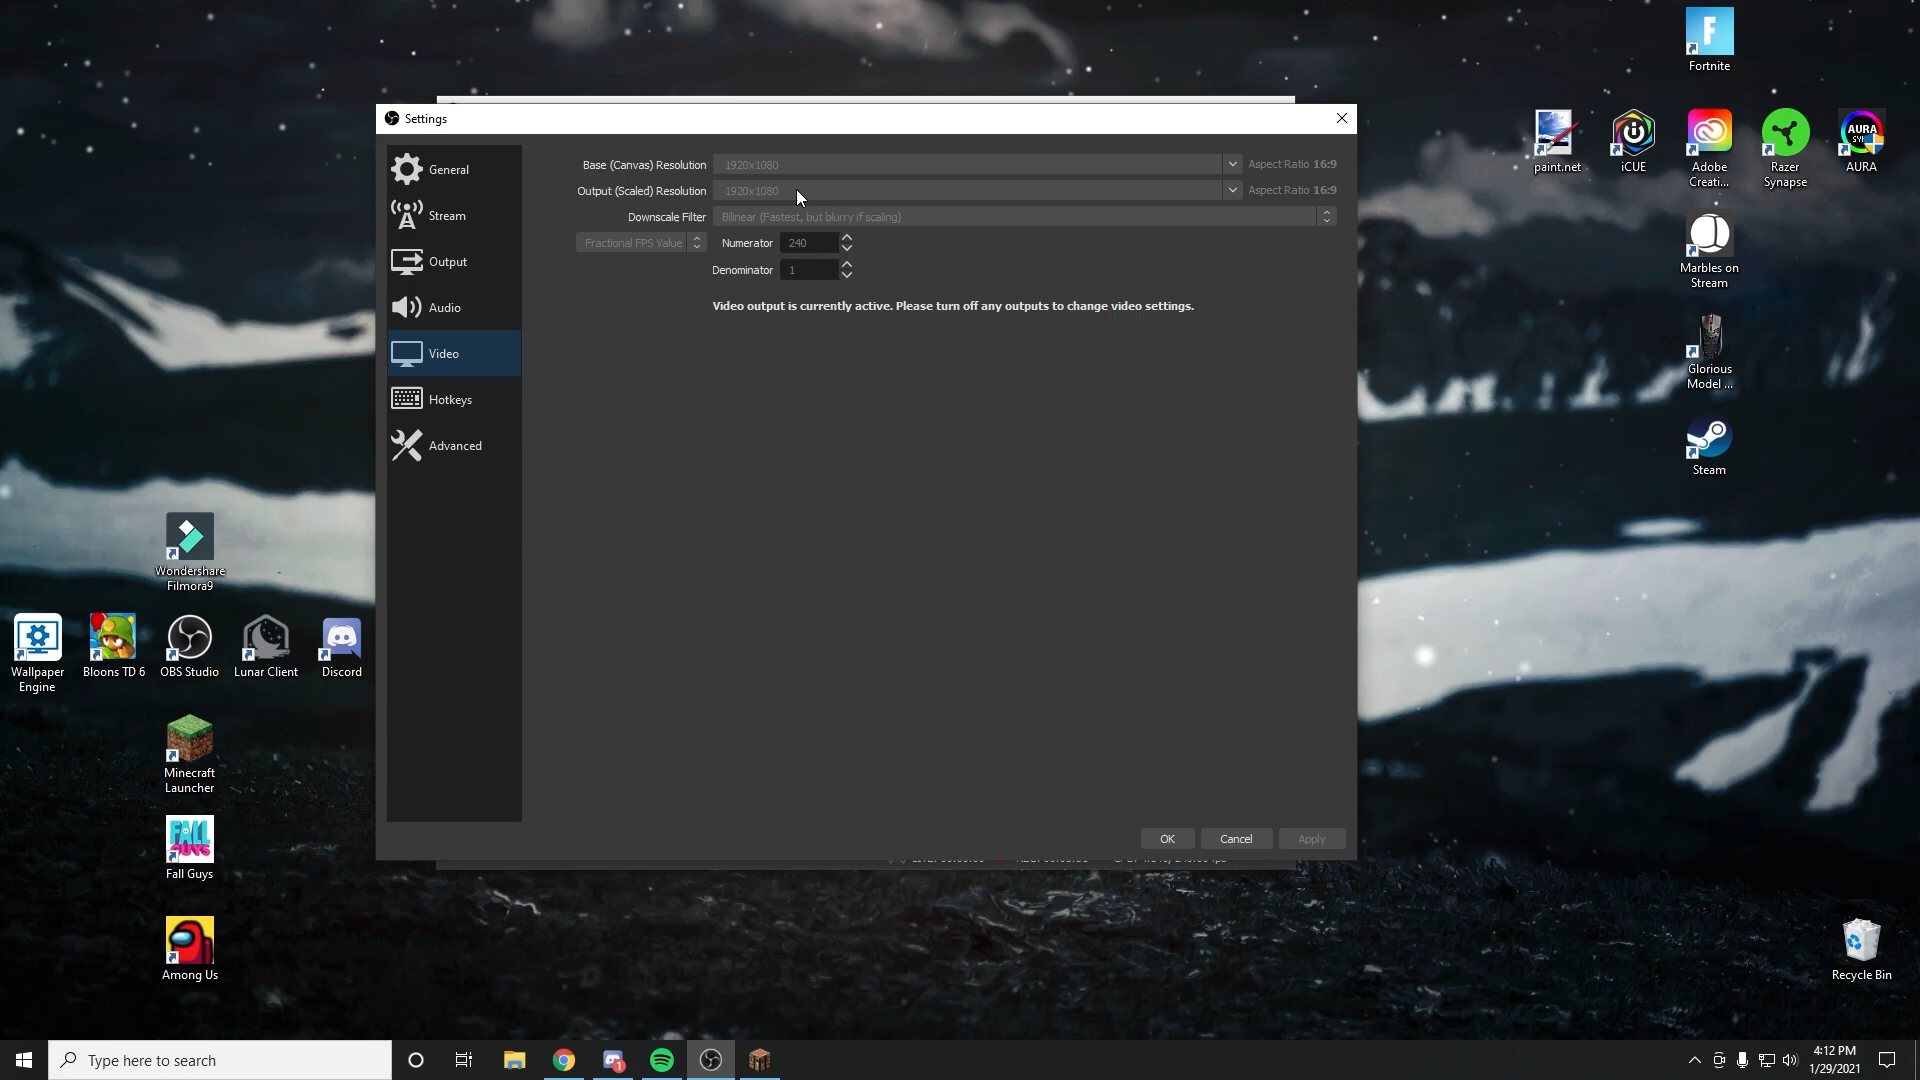 Fortnite
Settings
General
Stream
Output
Audio
Video
Hotkeys
Advanced
Base (Canvas) Resolution 1920x1080 Aspect Ratio 16:9
Output (Scaled) Resolution 1920x1080 Aspect Ratio 16:9
Downscale Filter Bilinear (Fastest, but blurry if scaling)
Fractional FPS Value Numerator 240
Denominator 1
Video output is currently active. Please turn off any outputs to change video settings.
OK Cancel Apply
paint.net
iCUE
Adobe
Creati...
Razer
Synapse
AURA
AURA
Marbles on
Stream
Glorious
Model ...
Steam
Wondershare
Filmora9
Wallpaper
Engine
Bloons TD 6
OBS Studio
Lunar Client
Discord
Minecraft
Launcher
FALL
GUYS
Fall Guys
Among Us
Recycle Bin
Type here to search
1
4:12 PM
1/29/2021